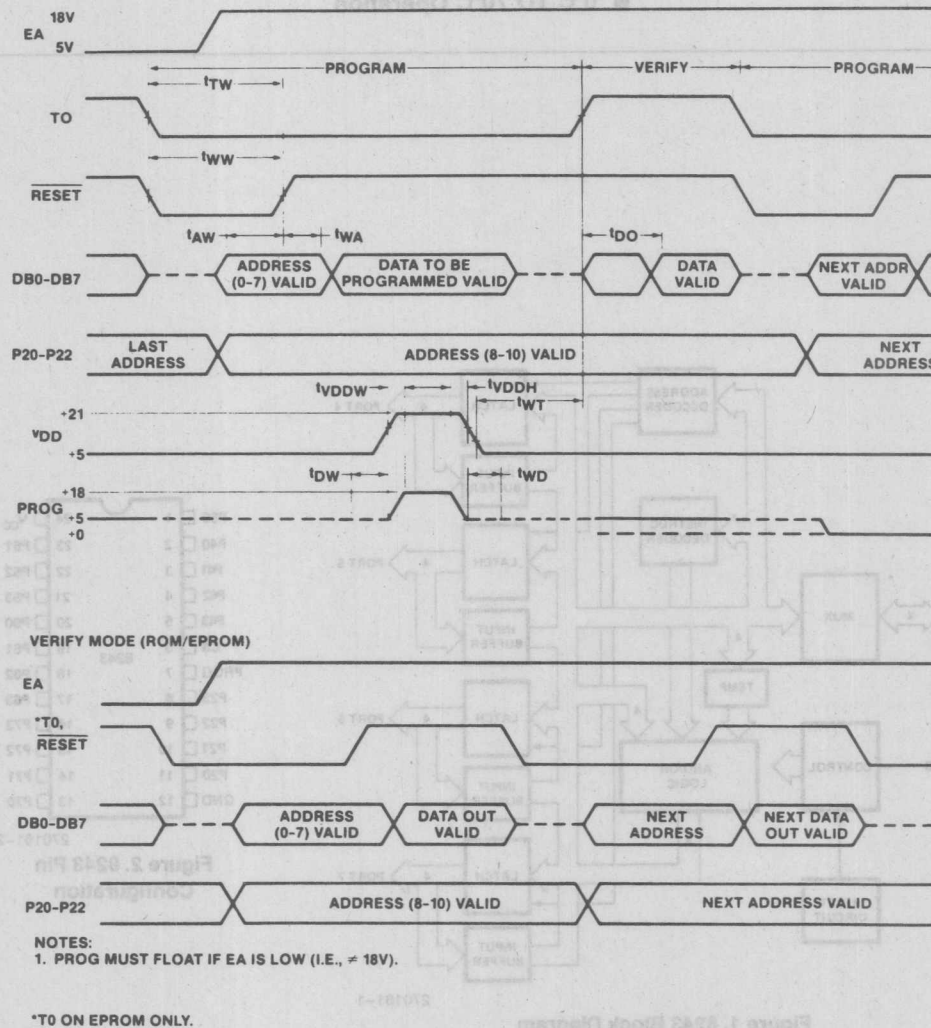 18V
EA
5V
PROGRAM VERIFY PROGRAM
tTW
TO
tWW
RESET
tAW tWA tDO
DB0-DB7 ADDRESS (0-7) VALID DATA TO BE PROGRAMMED VALID DATA VALID NEXT ADDR VALID
P20-P22 LAST ADDRESS ADDRESS (8-10) VALID NEXT ADDRESS
tVDDW tVDDH
tWT
+21
VDD
+5
tDW tWD
+18
PROG
+5
+0
VERIFY MODE (ROM/EPROM)
EA
*T0,
RESET
DB0-DB7 ADDRESS (0-7) VALID DATA OUT VALID NEXT ADDRESS NEXT DATA OUT VALID
P20-P22 ADDRESS (8-10) VALID NEXT ADDRESS VALID
NOTES:
1. PROG MUST FLOAT IF EA IS LOW (I.E., ≠ 18V).
*T0 ON EPROM ONLY.